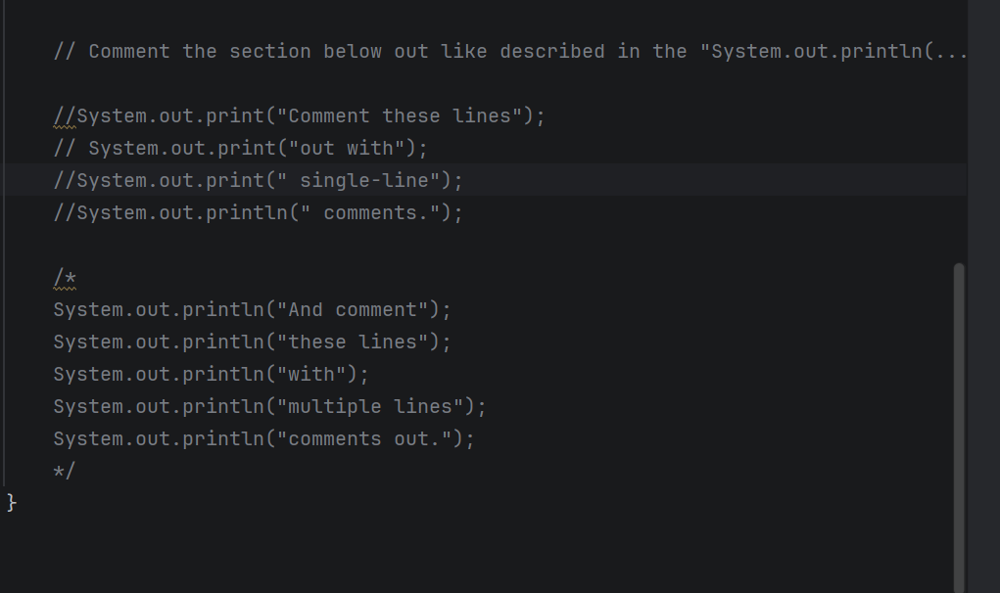 // Comment the section below out like described in the "System.out.println(...
//System.out.print("Comment these lines");
// System.out.print("out with");
//System.out.print(" single-line");
//System.out.println(" comments.");
/*
System.out.println("And comment");
System.out.println("these lines");
System.out.println("with");
System.out.println("multiple lines");
System.out.println("comments out.");
*/
}